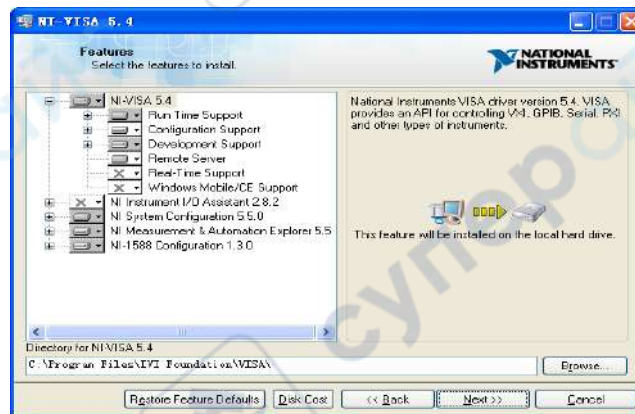 NI-VISA 5.4
Features
Select the features to install.
NATIONAL
INSTRUMENTS
NI-VISA 5.4
Run Time Support
Configuration Support
Development Support
Remote Server
Real-Time Support
Windows Mobile/CE Support
NI Instrument I/O Assistant 2.8.2
NI System Configuration 5.5.0
NI Measurement & Automation Explorer 5.5
NI-1588 Configuration 1.3.0
National Instruments VISA driver version 5.4. VISA
provides an API for controlling VXI, GPIB, Serial, PXI
and other types of instruments.
This feature will be installed on the local hard drive.
Directory for NI-VISA 5.4
C:\Program Files\IVI Foundation\VISA\
Browse...
Restore Feature Defaults
Disk Cost
<< Back
Next >>
Cancel